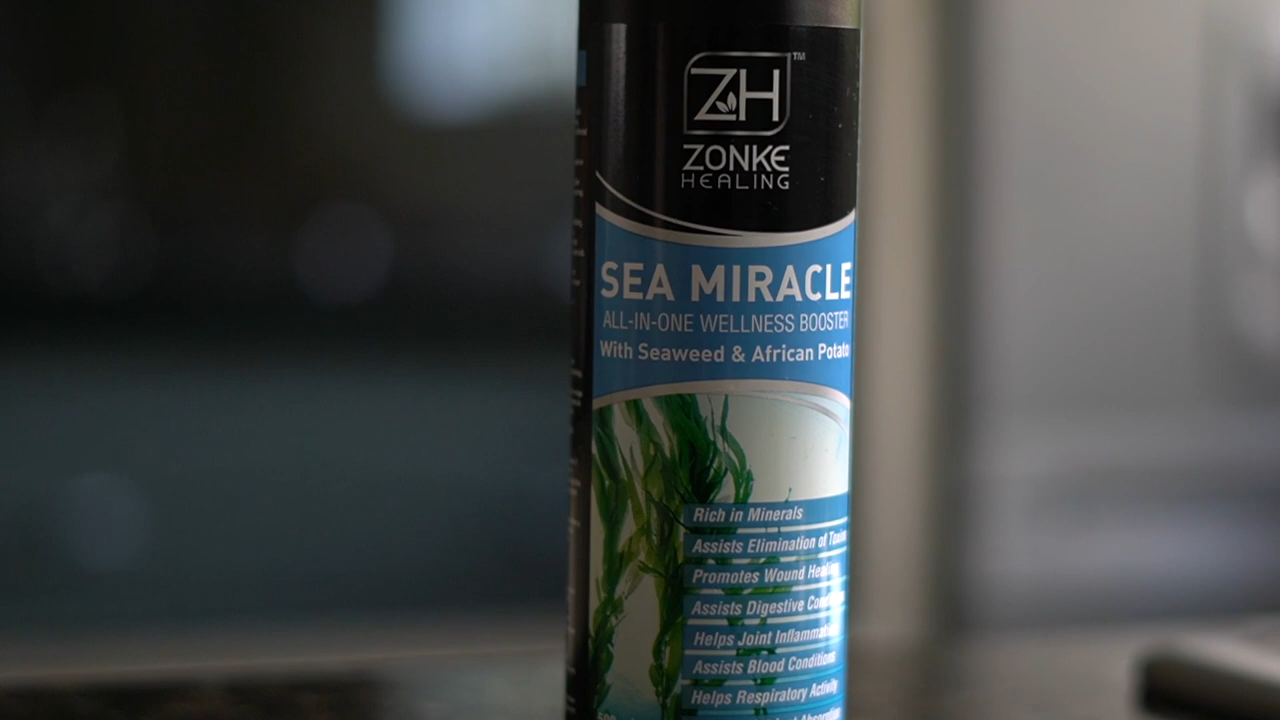 ZH ™
ZONKE
HEALING
SEA MIRACLE
ALL-IN-ONE WELLNESS BOOSTER
With Seaweed & African Potato
Rich in Minerals
Assists Elimination of
Promotes Wound Healing
Assists Digestive
Helps Joint
Assists Blood Conditions
Helps Respiratory Activity